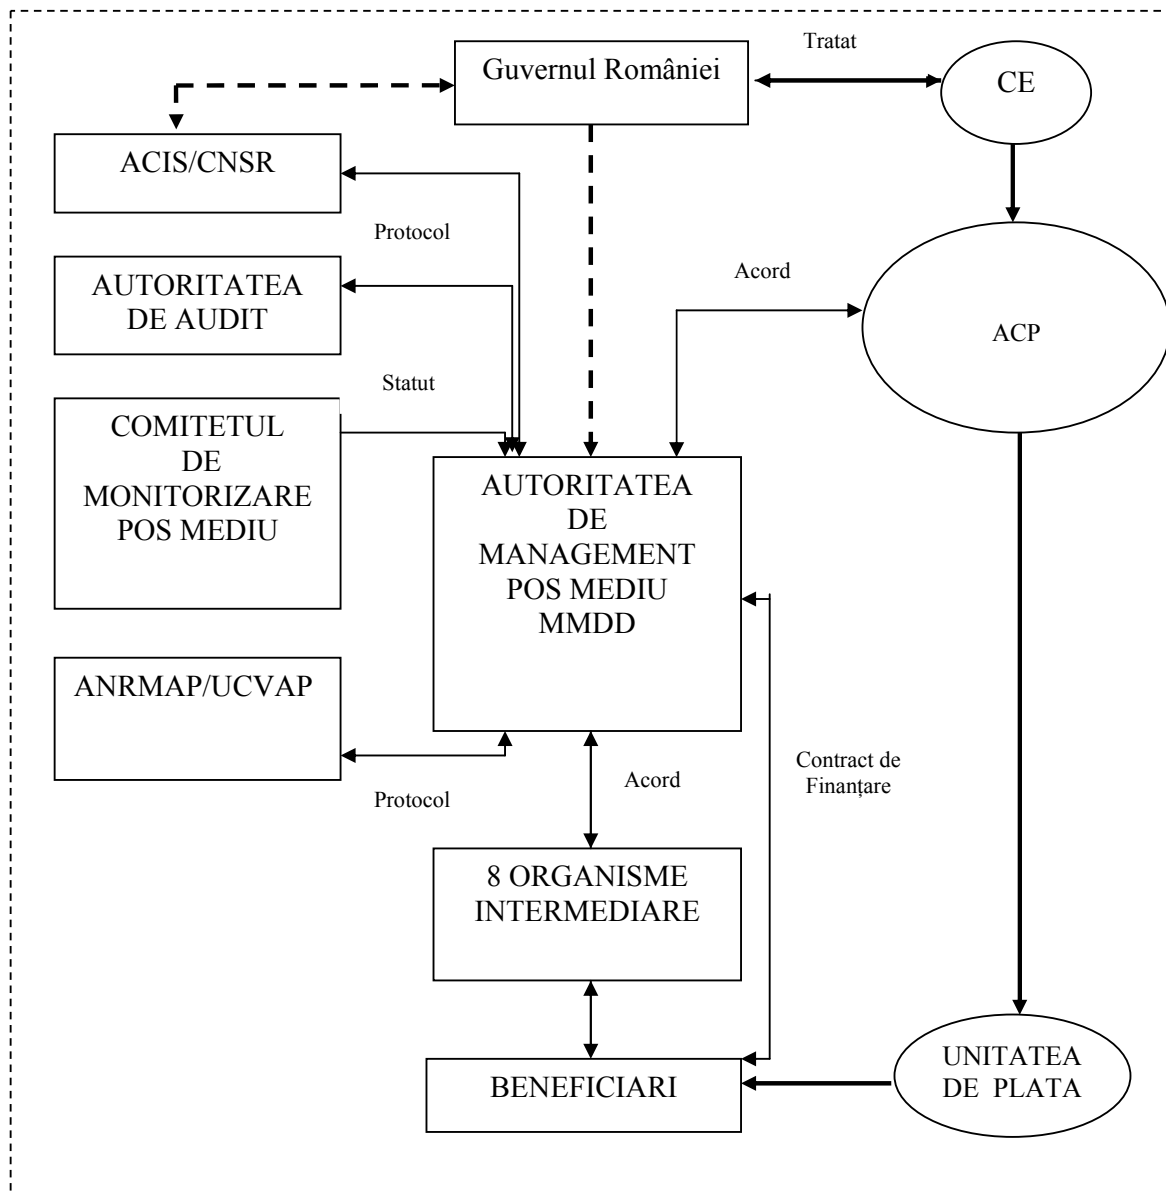 Tratat
Guvernul României
CE
ACIS/CNSR
Protocol
AUTORITATEA
DE AUDIT
Acord
ACP
Statut
COMITETUL
DE
MONITORIZARE
POS MEDIU
AUTORITATEA
DE
MANAGEMENT
POS MEDIU
MMDD
ANRMAP/UCVAP
Protocol
Acord
Contract de
Finanțare
8 ORGANISME
INTERMEDIARE
UNITATEA
DE PLATA
BENEFICIARI